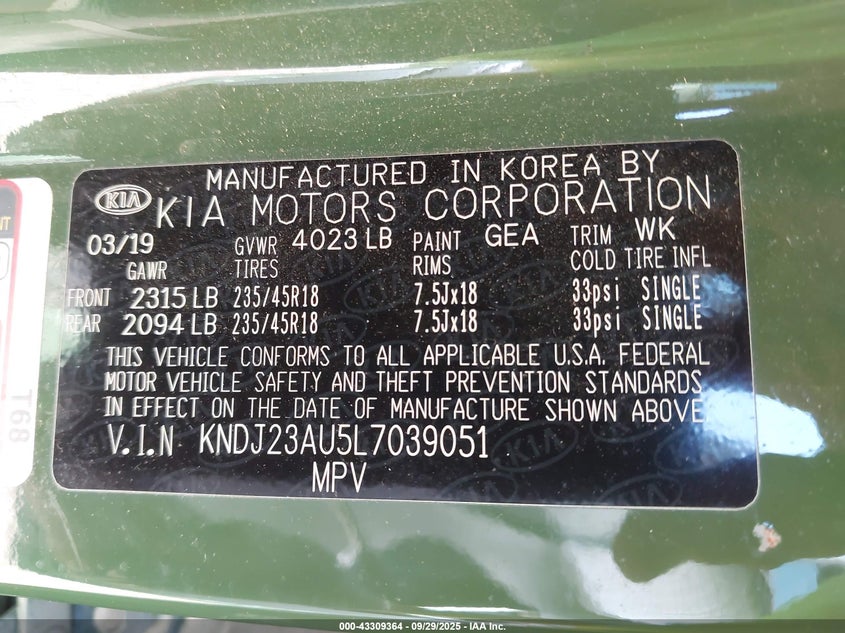 MANUFACTURED IN KOREA BY
KIA KIA MOTORS CORPORATION
03/19 GVWR 4023 LB PAINT GEA TRIM WK
GAWR TIRES RIMS COLD TIRE INFL
FRONT 2315 LB 235/45R18 7.5Jx18 33psi SINGLE
REAR 2094 LB 235/45R18 7.5Jx18 33psi SINGLE
THIS VEHICLE CONFORMS TO ALL APPLICABLE U.S.A. FEDERAL
MOTOR VEHICLE SAFETY AND THEFT PREVENTION STANDARDS
IN EFFECT ON THE DATE OF MANUFACTURE SHOWN ABOVE.
V.I.N KNDJ23AU5L7039051
MPV
T68
000-43309364 - 09/29/2025 - IAA Inc.